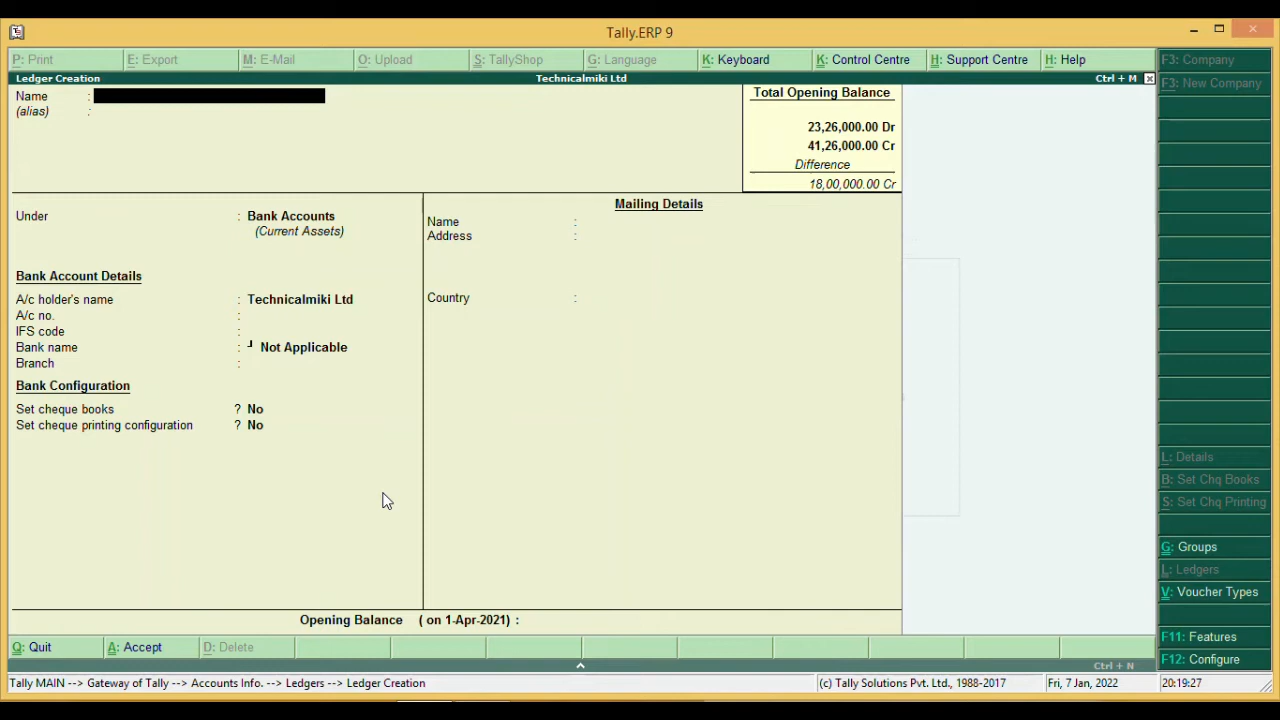 Tally.ERP 9
P: Print E: Export M: E-Mail O: Upload S: TallyShop G: Language K: Keyboard K: Control Centre H: Support Centre H: Help F3: Company
Ledger Creation Technicalmiki Ltd Ctrl + M F3: New Company
Name :
(alias) :
Total Opening Balance
23,26,000.00 Dr
41,26,000.00 Cr
Difference
18,00,000.00 Cr
Under : Bank Accounts
(Current Assets)
Bank Account Details
A/c holder's name : Technicalmiki Ltd
A/c no. :
IFS code :
Bank name : ┘ Not Applicable
Branch :
Bank Configuration
Set cheque books ? No
Set cheque printing configuration ? No
Mailing Details
Name :
Address :
Country :
L: Details
B: Set Chq Books
S: Set Chq Printing
G: Groups
L: Ledgers
V: Voucher Types
F11: Features
F12: Configure
Opening Balance ( on 1-Apr-2021) :
Q: Quit A: Accept D: Delete
Ctrl + N
Tally MAIN --> Gateway of Tally --> Accounts Info. --> Ledgers --> Ledger Creation (c) Tally Solutions Pvt. Ltd., 1988-2017 Fri, 7 Jan, 2022 20:19:27